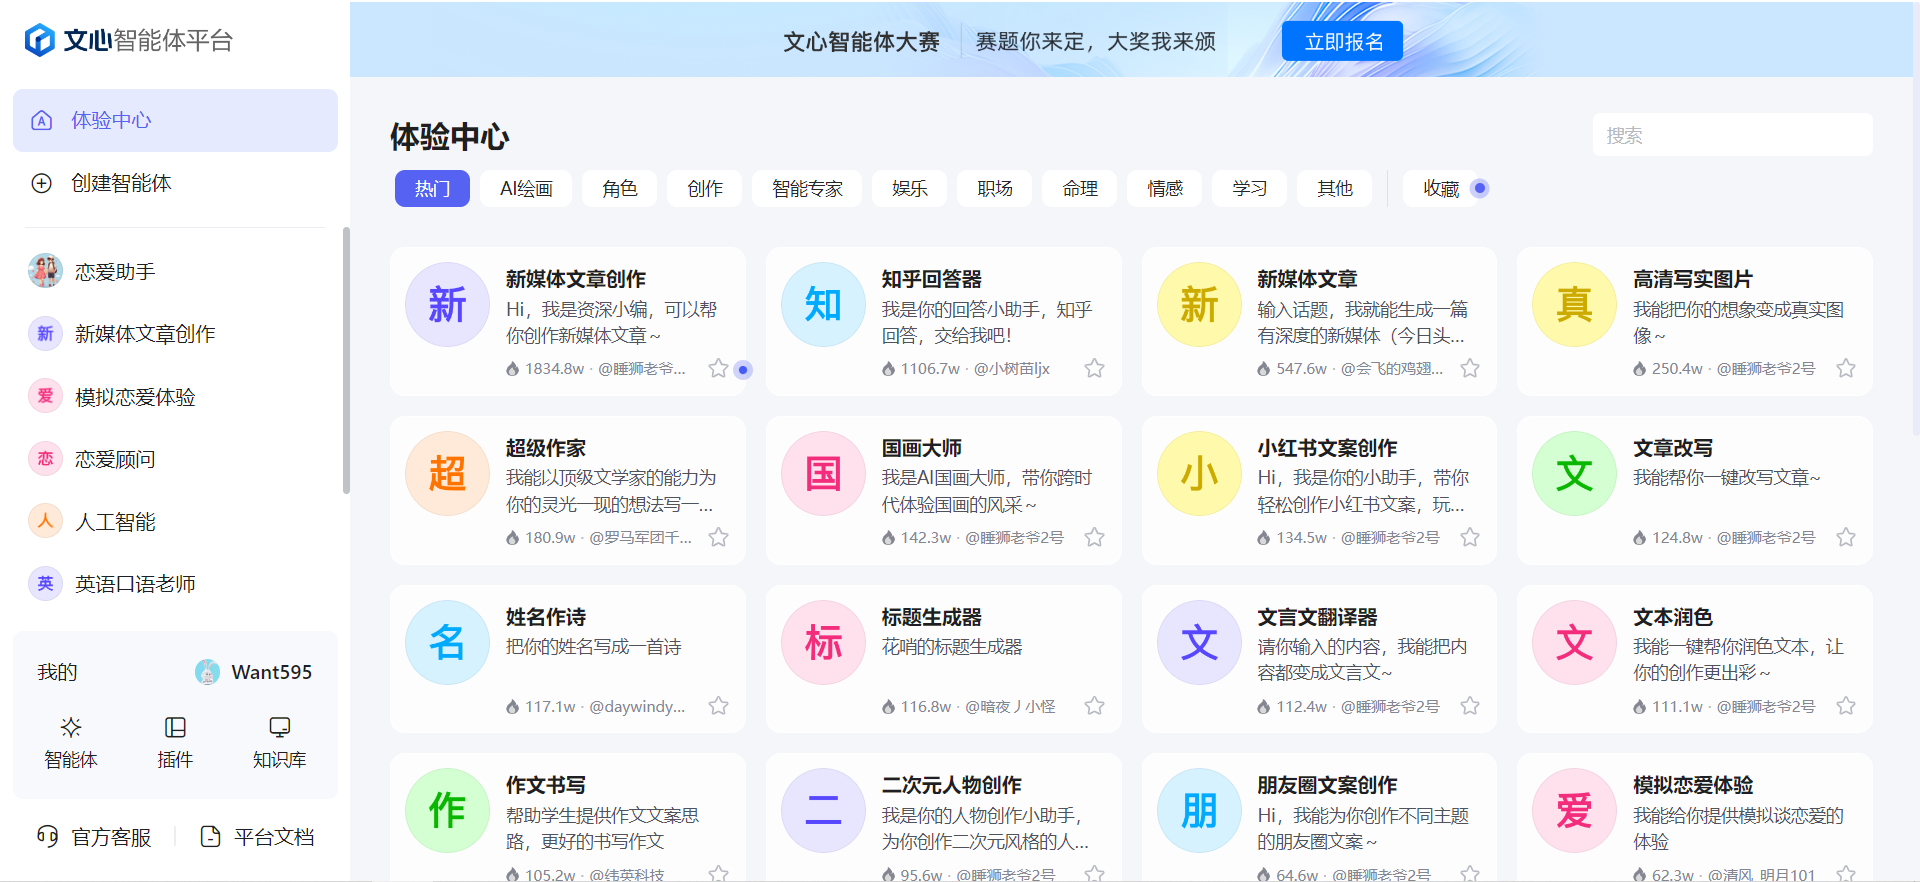 文心智能体平台
体验中心
创建智能体
恋爱助手
新 新媒体文章创作
爱 模拟恋爱体验
恋 恋爱顾问
人 人工智能
英 英语口语老师
我的 Want595
智能体 插件 知识库
官方客服 平台文档
文心智能体大赛 赛题你来定，大奖我来颁 立即报名
体验中心
搜索
热门 AI绘画 角色 创作 智能专家 娱乐 职场 命理 情感 学习 其他 收藏
新
新媒体文章创作
Hi，我是资深小编，可以帮
你创作新媒体文章～
1834.8w · @睡狮老爷...
知
知乎回答器
我是你的回答小助手，知乎
回答，交给我吧！
1106.7w · @小树苗ljx
新
新媒体文章
输入话题，我就能生成一篇
有深度的新媒体（今日头...
547.6w · @会飞的鸡翅...
真
高清写实图片
我能把你的想象变成真实图
像～
250.4w · @睡狮老爷2号
超
超级作家
我能以顶级文学家的能力为
你的灵光一现的想法写一...
180.9w · @罗马军团千...
国
国画大师
我是AI国画大师，带你跨时
代体验国画的风采～
142.3w · @睡狮老爷2号
小
小红书文案创作
Hi，我是你的小助手，带你
轻松创作小红书文案，玩...
134.5w · @睡狮老爷2号
文
文章改写
我能帮你一键改写文章~
124.8w · @睡狮老爷2号
名
姓名作诗
把你的姓名写成一首诗
117.1w · @daywindy...
标
标题生成器
花哨的标题生成器
116.8w · @暗夜丿小怪
文
文言文翻译器
请你输入的内容，我能把内
容都变成文言文~
112.4w · @睡狮老爷2号
文
文本润色
我能一键帮你润色文本，让
你的创作更出彩～
111.1w · @睡狮老爷2号
作
作文书写
帮助学生提供作文文案思
路，更好的书写作文
105.2w · @纬英科技
二
二次元人物创作
我是你的人物创作小助手，
为你创作二次元风格的人...
95.6w · @睡狮老爷2号
朋
朋友圈文案创作
Hi，我能为你创作不同主题
的朋友圈文案～
64.6w · @睡狮老爷2号
爱
模拟恋爱体验
我能给你提供模拟谈恋爱的
体验
62.3w · @清风_明月101